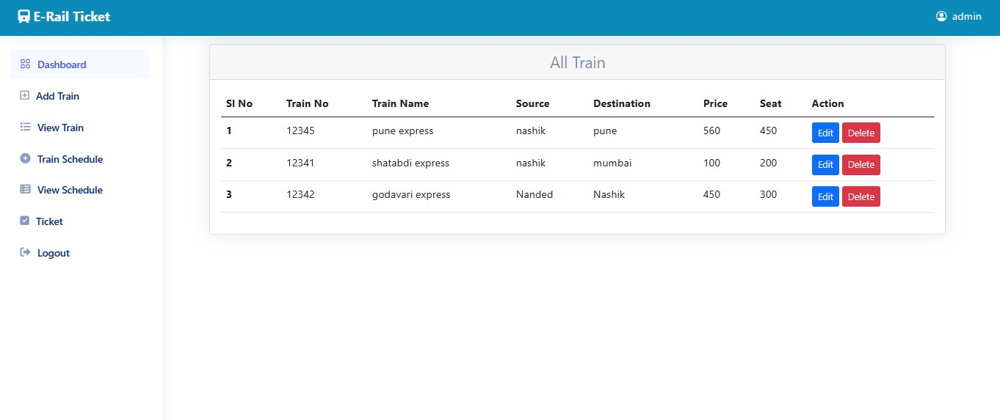 E-Rail Ticket
admin
Dashboard
Add Train
View Train
Train Schedule
View Schedule
Ticket
Logout
All Train
Sl No Train No Train Name Source Destination Price Seat Action
1 12345 pune express nashik pune 560 450 Edit Delete
2 12341 shatabdi express nashik mumbai 100 200 Edit Delete
3 12342 godavari express Nanded Nashik 450 300 Edit Delete